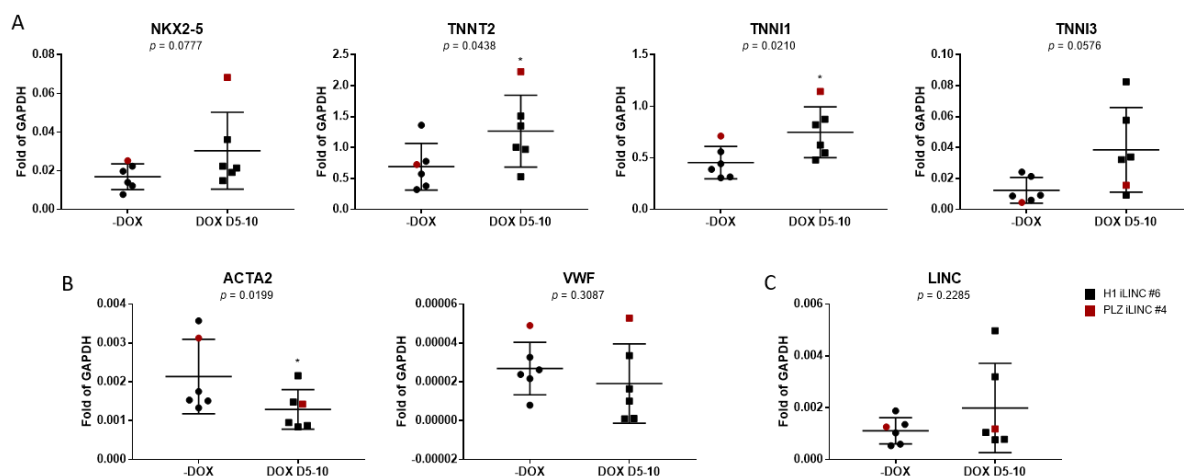 A
NKX2-5
p = 0.0777
Fold of GAPDH
0.08
0.06
0.04
0.02
0.00
-DOX
DOX D5-10
TNNT2
p = 0.0438
*
Fold of GAPDH
2.5
2.0
1.5
1.0
0.5
0.0
-DOX
DOX D5-10
TNNI1
p = 0.0210
*
Fold of GAPDH
1.5
1.0
0.5
0.0
-DOX
DOX D5-10
TNNI3
p = 0.0576
Fold of GAPDH
0.10
0.08
0.06
0.04
0.02
0.00
-DOX
DOX D5-10
B
ACTA2
p = 0.0199
*
Fold of GAPDH
0.004
0.003
0.002
0.001
0.000
-DOX
DOX D5-10
VWF
p = 0.3087
Fold of GAPDH
0.00006
0.00004
0.00002
0.00000
-DOX
DOX D5-10
C
LINC
p = 0.2285
Fold of GAPDH
0.006
0.004
0.002
0.000
-DOX
DOX D5-10
H1 iLINC #6
PLZ iLINC #4